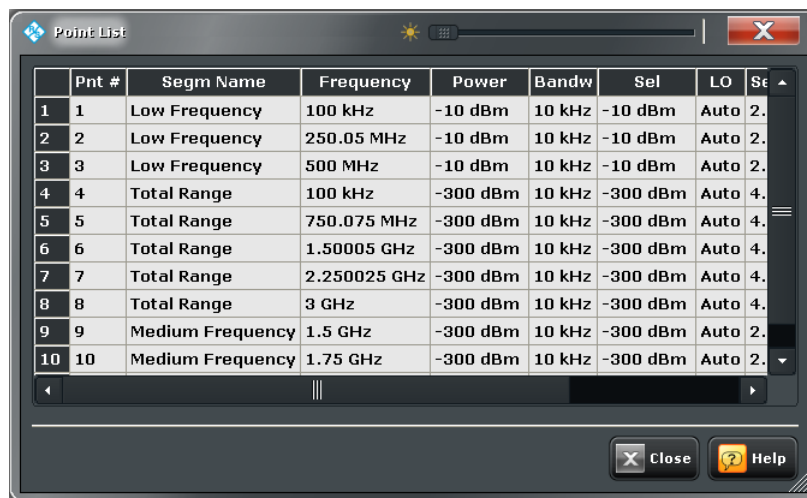 Point List
Pnt # Segm Name Frequency Power Bandw Sel LO Se
1 1 Low Frequency 100 kHz -10 dBm 10 kHz -10 dBm Auto 2.
2 2 Low Frequency 250.05 MHz -10 dBm 10 kHz -10 dBm Auto 2.
3 3 Low Frequency 500 MHz -10 dBm 10 kHz -10 dBm Auto 2.
4 4 Total Range 100 kHz -300 dBm 10 kHz -300 dBm Auto 4.
5 5 Total Range 750.075 MHz -300 dBm 10 kHz -300 dBm Auto 4.
6 6 Total Range 1.50005 GHz -300 dBm 10 kHz -300 dBm Auto 4.
7 7 Total Range 2.250025 GHz -300 dBm 10 kHz -300 dBm Auto 4.
8 8 Total Range 3 GHz -300 dBm 10 kHz -300 dBm Auto 4.
9 9 Medium Frequency 1.5 GHz -300 dBm 10 kHz -300 dBm Auto 2.
10 10 Medium Frequency 1.75 GHz -300 dBm 10 kHz -300 dBm Auto 2.
Close Help